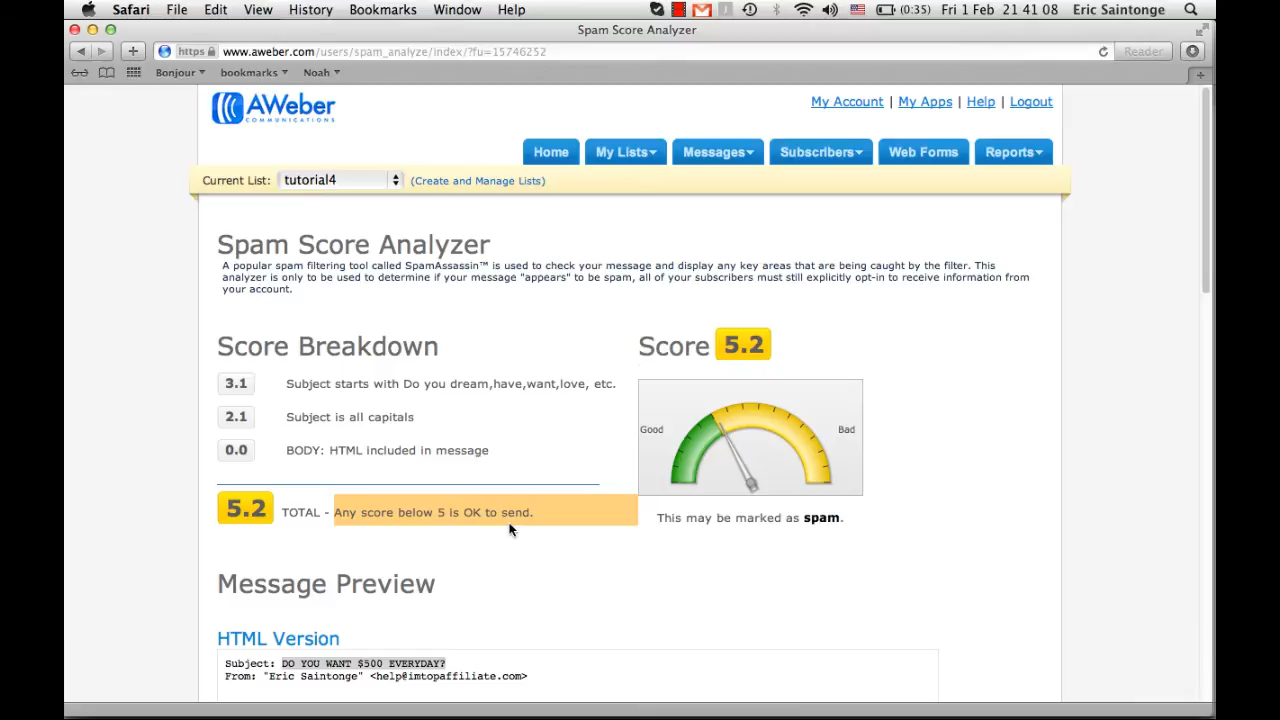 Safari File Edit View History Bookmarks Window Help (0:35) Fri 1 Feb 21 41 08 Eric Saintonge
Spam Score Analyzer
https www.aweber.com/users/spam_analyze/index/?fu=15746252 Reader
Bonjour bookmarks Noah
AWeber
COMMUNICATIONS
My Account | My Apps | Help | Logout
Home My Lists Messages Subscribers Web Forms Reports
Current List: tutorial4 (Create and Manage Lists)
Spam Score Analyzer
A popular spam filtering tool called SpamAssassin™ is used to check your message and display any key areas that are being caught by the filter. This
analyzer is only to be used to determine if your message "appears" to be spam, all of your subscribers must still explicitly opt-in to receive information from
your account.
Score Breakdown
3.1 Subject starts with Do you dream,have,want,love, etc.
2.1 Subject is all capitals
0.0 BODY: HTML included in message
5.2 TOTAL - Any score below 5 is OK to send.
Score 5.2
Good Bad
This may be marked as spam.
Message Preview
HTML Version
Subject: DO YOU WANT $500 EVERYDAY?
From: "Eric Saintonge" <help@imtopaffiliate.com>